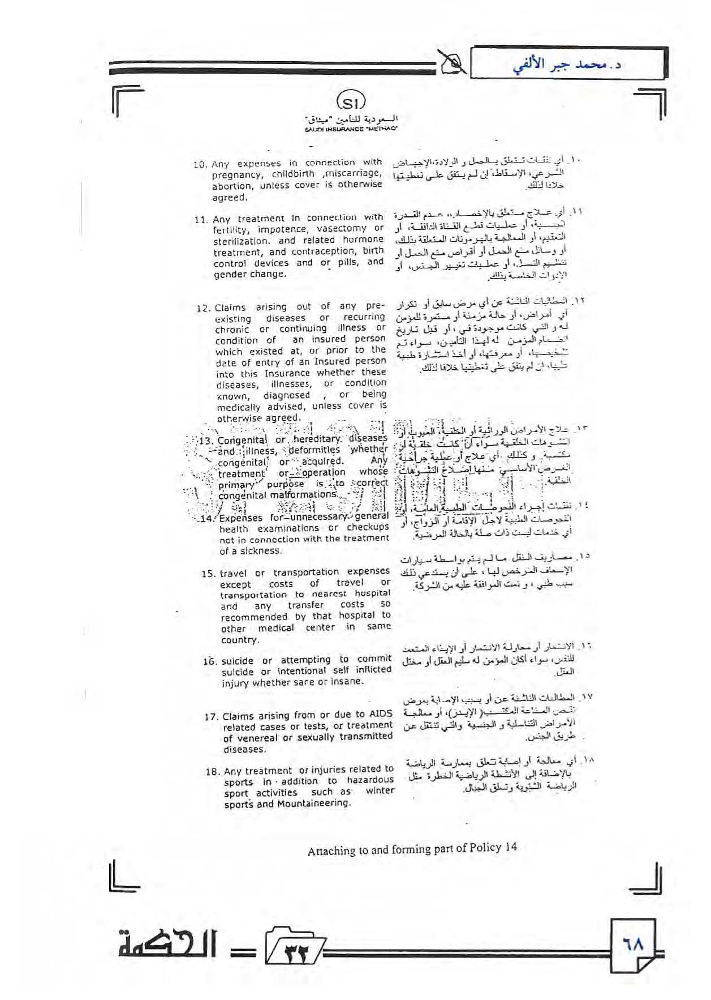 د. محمد جبر الألفي
SI
السعودية للتأمين "ميثاق"
SAUDI INSURANCE "METHAQ"
10. Any expenses in connection with
pregnancy, childbirth ,miscarriage,
abortion, unless cover is otherwise
agreed.
11. Any treatment in connection with
fertility, impotence, vasectomy or
sterilization. and related hormone
treatment, and contraception, birth
control devices and or pills, and
gender change.
12. Claims arising out of any pre-
existing diseases or recurring
chronic or continuing illness or
condition of an insured person
which existed at, or prior to the
date of entry of an Insured person
into this Insurance whether these
diseases, illnesses, or condition
known, diagnosed , or being
medically advised, unless cover is
otherwise agreed.
13. Congenital or hereditary diseases
and illness, deformities whether
congenital or acquired. Any
treatment or operation whose
primary purpose is to correct
congenital malformations.
14. Expenses for unnecessary general
health examinations or checkups
not in connection with the treatment
of a sickness.
15. travel or transportation expenses
except costs of travel or
transportation to nearest hospital
and any transfer costs so
recommended by that hospital to
other medical center in same
country.
16. suicide or attempting to commit
suicide or intentional self inflicted
injury whether sare or insane.
17. Claims arising from or due to AIDS
related cases or tests, or treatment
of venereal or sexually transmitted
diseases.
18. Any treatment or injuries related to
sports in addition to hazardous
sport activities such as winter
sports and Mountaineering.
١٠. أي نفقات تتعلق بالحمل و الولادة، الإجهاض
الشرعي، الإسقاط، إن لم يتفق على تغطيتها
خلافا لذلك.
١١. أي علاج متعلق بالإخصاب، عدم القدرة
الجنسية، أو عمليات قطع القناة الدافقة، أو
التعقيم، أو المعالجة بالهرمونات المتعلقة بذلك،
أو وسائل منع الحمل أو أقراص منع الحمل أو
تنظيم النسل، أو عمليات تغيير الجنس، أو
الأدوات الخاصة بذلك.
١٢. المطالبات الناشئة عن أي مرض سابق أو تكرار
أي أمراض، أو حالة مزمنة أو مستمرة للمؤمن
له و التي كانت موجودة في ، أو قبل تاريخ
انضمام المؤمن له لهذا التأمين، سواء تم
تشخيصها، أو معرفتها، أو أخذ استشارة طبية
عليها، إن لم يتفق على تغطيتها خلافا لذلك.
١٣. علاج الأمراض الوراثية أو الخلقية، العيوب أو
التشوهات الخلقية سواء أن كانت خلقية أو
مكتسبة. و كذلك أي علاج أو عملية جراحية
الغرض الأساسي منها إصلاح التشوهات
الخلقية.
١٤. نفقات إجراء الفحوصات الطبية العامة، أو
الفحوصات الطبية لأجل الإقامة أو الزواج، أو
أي خدمات ليست ذات صلة بالحالة المرضية.
١٥. مصاريف النقل ما لم يتم بواسطة سيارات
الإسعاف المرخص لها ، على أن يستدعي ذلك
سبب طبي ، و تمت الموافقة عليه من الشركة.
١٦. الانتحار أو محاولة الانتحار أو الإيذاء المتعمد
للنفس، سواء أكان المؤمن له سليم العقل أو مختل
العقل.
١٧. المطالبات الناشئة عن أو بسبب الإصابة بمرض
نقص المناعة المكتسب( الإيدز)، أو معالجة
الأمراض التناسلية و الجنسية والتي تنتقل عن
طريق الجنس.
١٨. أي معالجة أو إصابة تتعلق بممارسة الرياضة
بالإضافة إلى الأنشطة الرياضية الخطرة مثل
الرياضة الشتوية وتسلق الجبال.
Attaching to and forming part of Policy 14
الحكمة
٣٢
٦٨